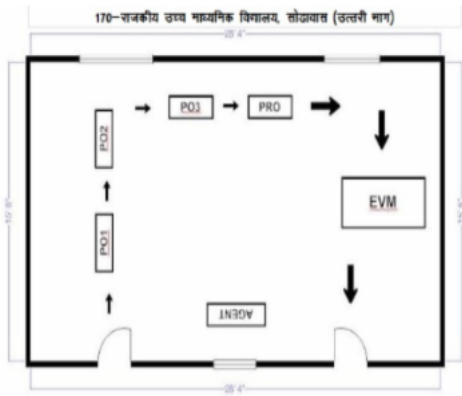 170-राजकीय उच्च माध्यमिक विद्यालय, सोढावास (उत्तरी भाग)
PO3
PRO
PO2
EVM
PO1
AGENT